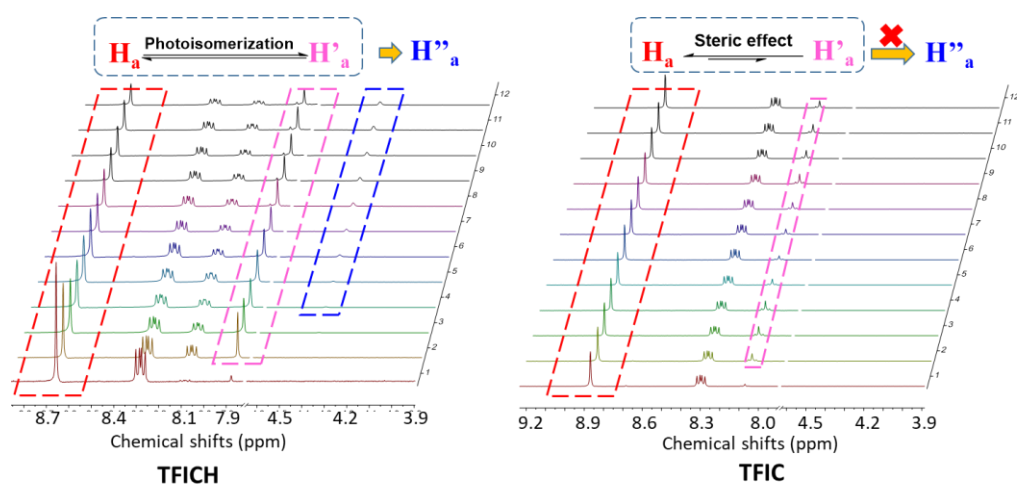 Photoisomerization
Hₐ H'ₐ H''ₐ
12
11
10
9
8
7
6
5
4
3
2
1
8.7 8.4 8.1 7.9 4.5 4.2 3.9
Chemical shifts (ppm)
TFICH
Steric effect
Hₐ H'ₐ H''ₐ
12
11
10
9
8
7
6
5
4
3
2
1
9.2 8.9 8.6 8.3 8.0 4.5 3.9
Chemical shifts (ppm)
TFIC